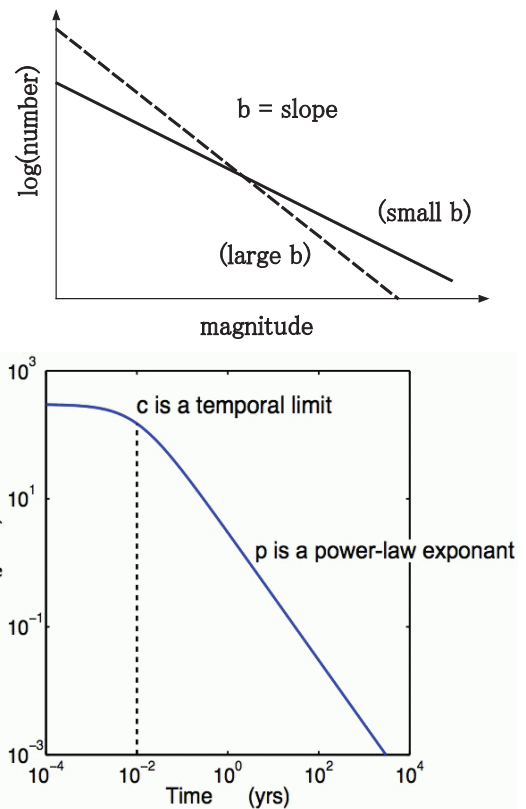 log(number)
b = slope
(small b)
(large b)
magnitude
10³
c is a temporal limit
10¹
p is a power-law exponant
10⁻¹
10⁻³
10⁻⁴ 10⁻² 10⁰ 10² 10⁴
Time (yrs)